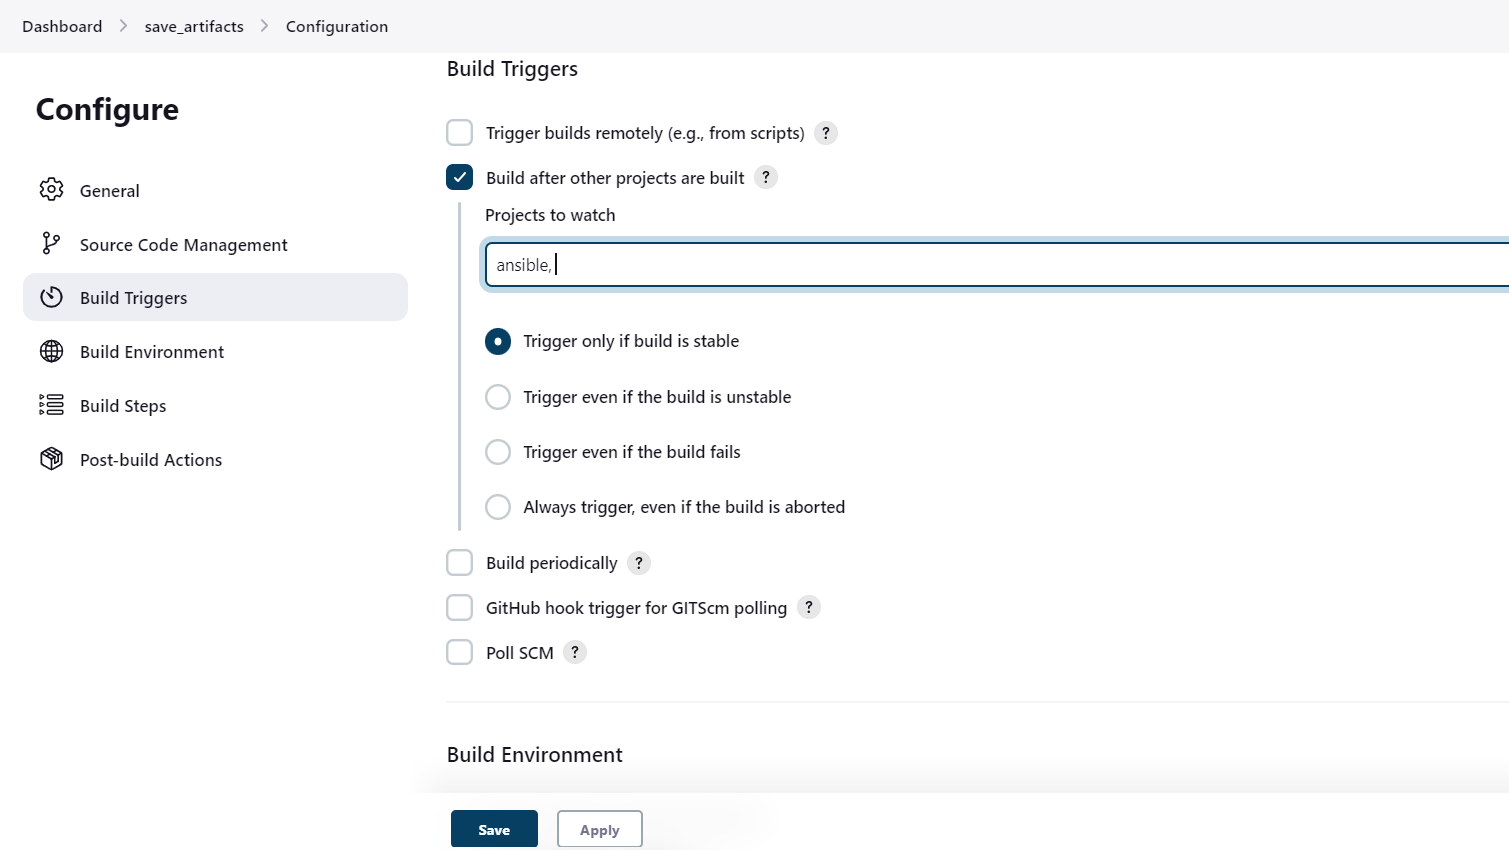 Dashboard > save_artifacts > Configuration
Configure
General
Source Code Management
Build Triggers
Build Environment
Build Steps
Post-build Actions
Build Triggers
Trigger builds remotely (e.g., from scripts) ?
Build after other projects are built ?
Projects to watch
ansible,
Trigger only if build is stable
Trigger even if the build is unstable
Trigger even if the build fails
Always trigger, even if the build is aborted
Build periodically ?
GitHub hook trigger for GITScm polling ?
Poll SCM ?
Build Environment
Save Apply